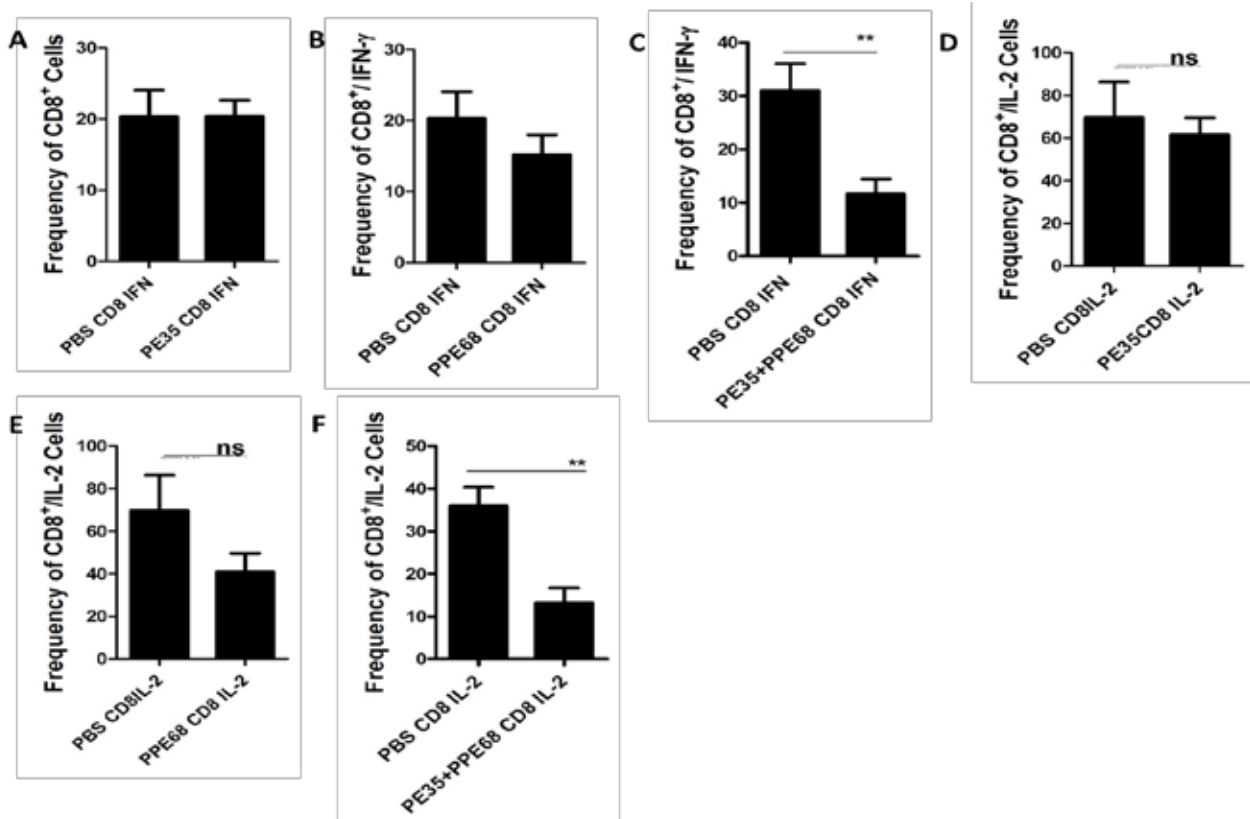 A
Frequency of CD8+ Cells
30
20
10
0
PBS CD8 IFN
PE35 CD8 IFN
B
Frequency of CD8+/ IFN-γ
30
20
10
0
PBS CD8 IFN
PPE68 CD8 IFN
C
Frequency of CD8+/ IFN-γ
40
30
20
10
0
**
PBS CD8 IFN
PE35+PPE68 CD8 IFN
D
Frequency of CD8+/IL-2 Cells
100
80
60
40
20
0
ns
PBS CD8IL-2
PE35CD8 IL-2
E
Frequency of CD8+/IL-2 Cells
100
80
60
40
20
0
ns
PBS CD8IL-2
PPE68 CD8 IL-2
F
Frequency of CD8+/IL-2 Cells
50
40
30
20
10
0
**
PBS CD8 IL-2
PE35+PPE68 CD8 IL-2